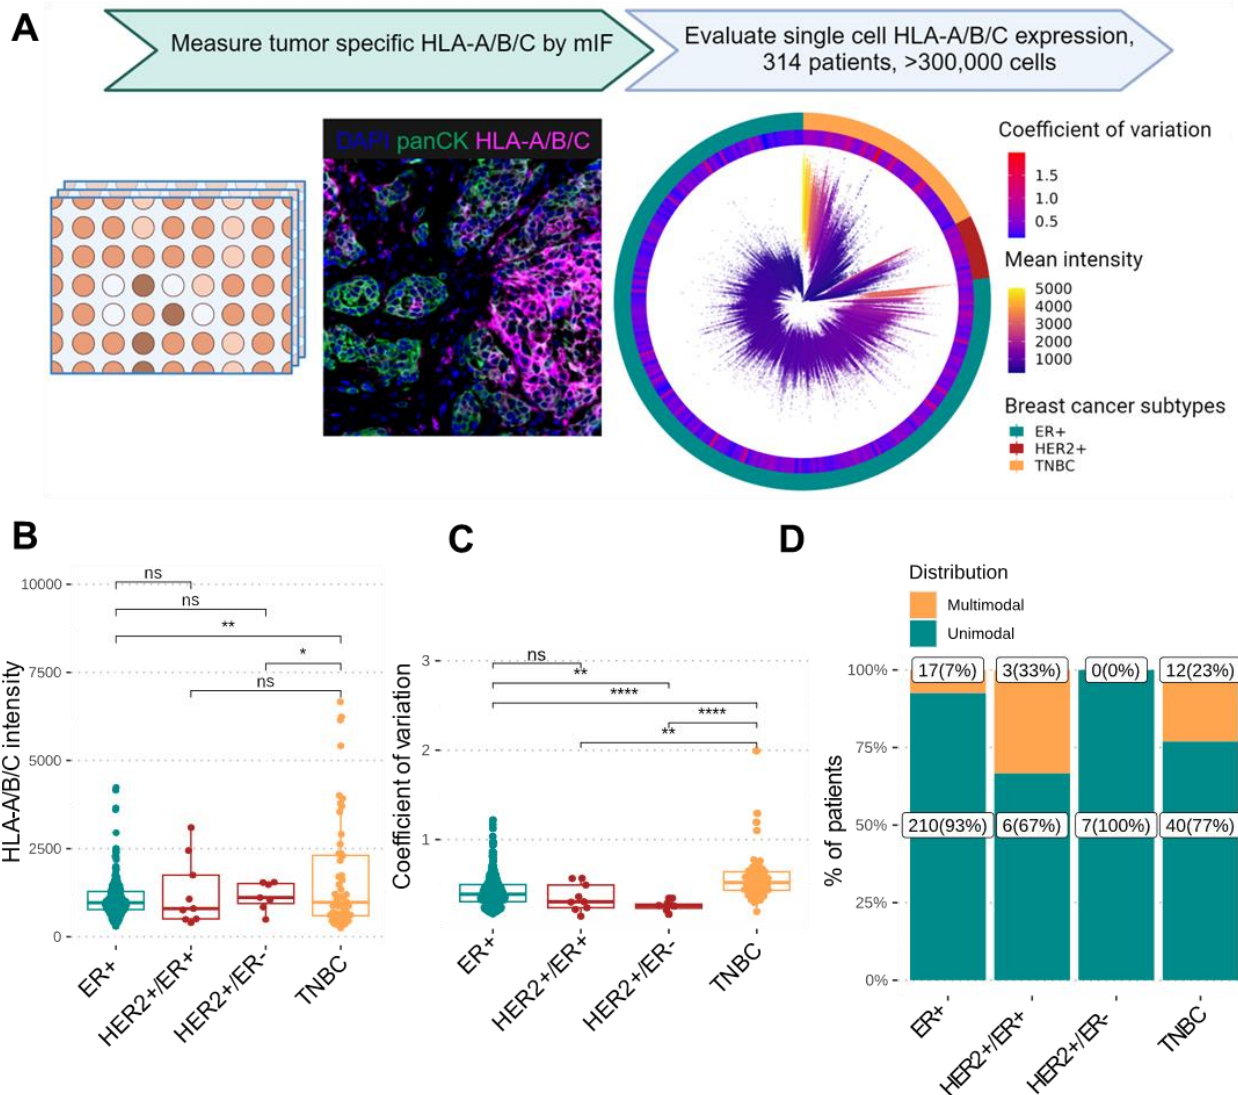 A
Measure tumor specific HLA-A/B/C by mIF
Evaluate single cell HLA-A/B/C expression,
314 patients, >300,000 cells
DAPI panCK HLA-A/B/C
Coefficient of variation
1.5
1.0
0.5
Mean intensity
5000
4000
3000
2000
1000
Breast cancer subtypes
ER+
HER2+
TNBC
B
HLA-A/B/C intensity
10000
7500
5000
2500
0
ns
ns
**
*
ns
ER+
HER2+/ER+
HER2+/ER-
TNBC
C
Coefficient of variation
3
2
1
0
ns
**
****
****
**
ER+
HER2+/ER+
HER2+/ER-
TNBC
D
Distribution
Multimodal
Unimodal
% of patients
100%
75%
50%
25%
0%
17(7%)
3(33%)
0(0%)
12(23%)
210(93%)
6(67%)
7(100%)
40(77%)
ER+
HER2+/ER+
HER2+/ER-
TNBC